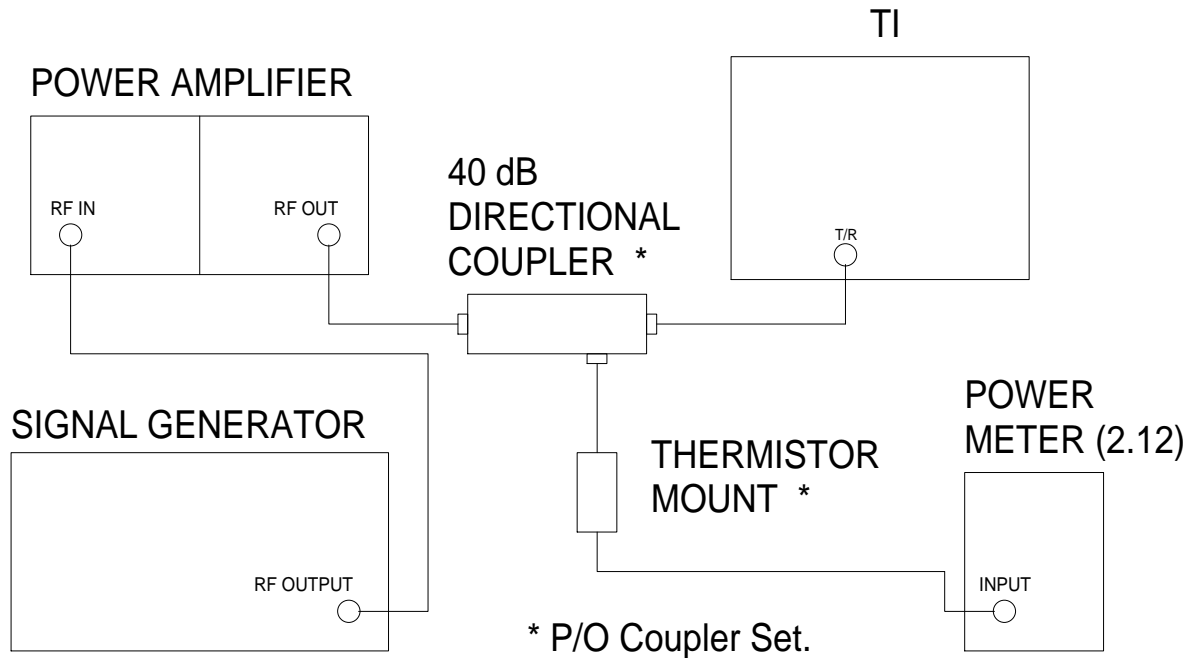 TI
POWER AMPLIFIER
RF IN
RF OUT
40 dB
DIRECTIONAL
COUPLER *
T/R
SIGNAL GENERATOR
RF OUTPUT
THERMISTOR
MOUNT *
POWER
METER (2.12)
INPUT
* P/O Coupler Set.